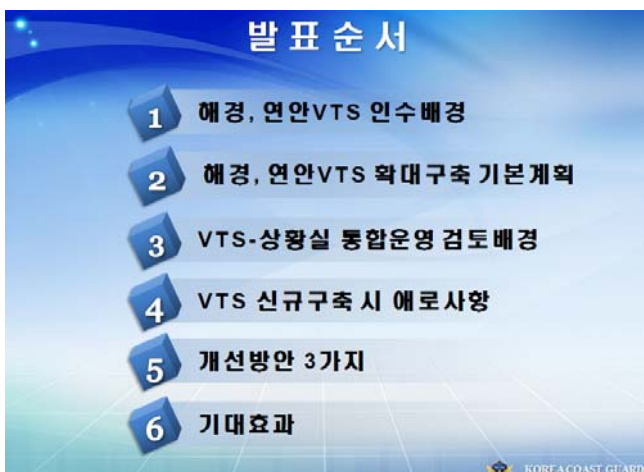 발표순서
1 해경, 연안VTS 인수배경
2 해경, 연안VTS 확대구축 기본계획
3 VTS-상황실 통합운영 검토배경
4 VTS 신규구축 시 애로사항
5 개선방안 3가지
6 기대효과
KOREA COAST GUARD